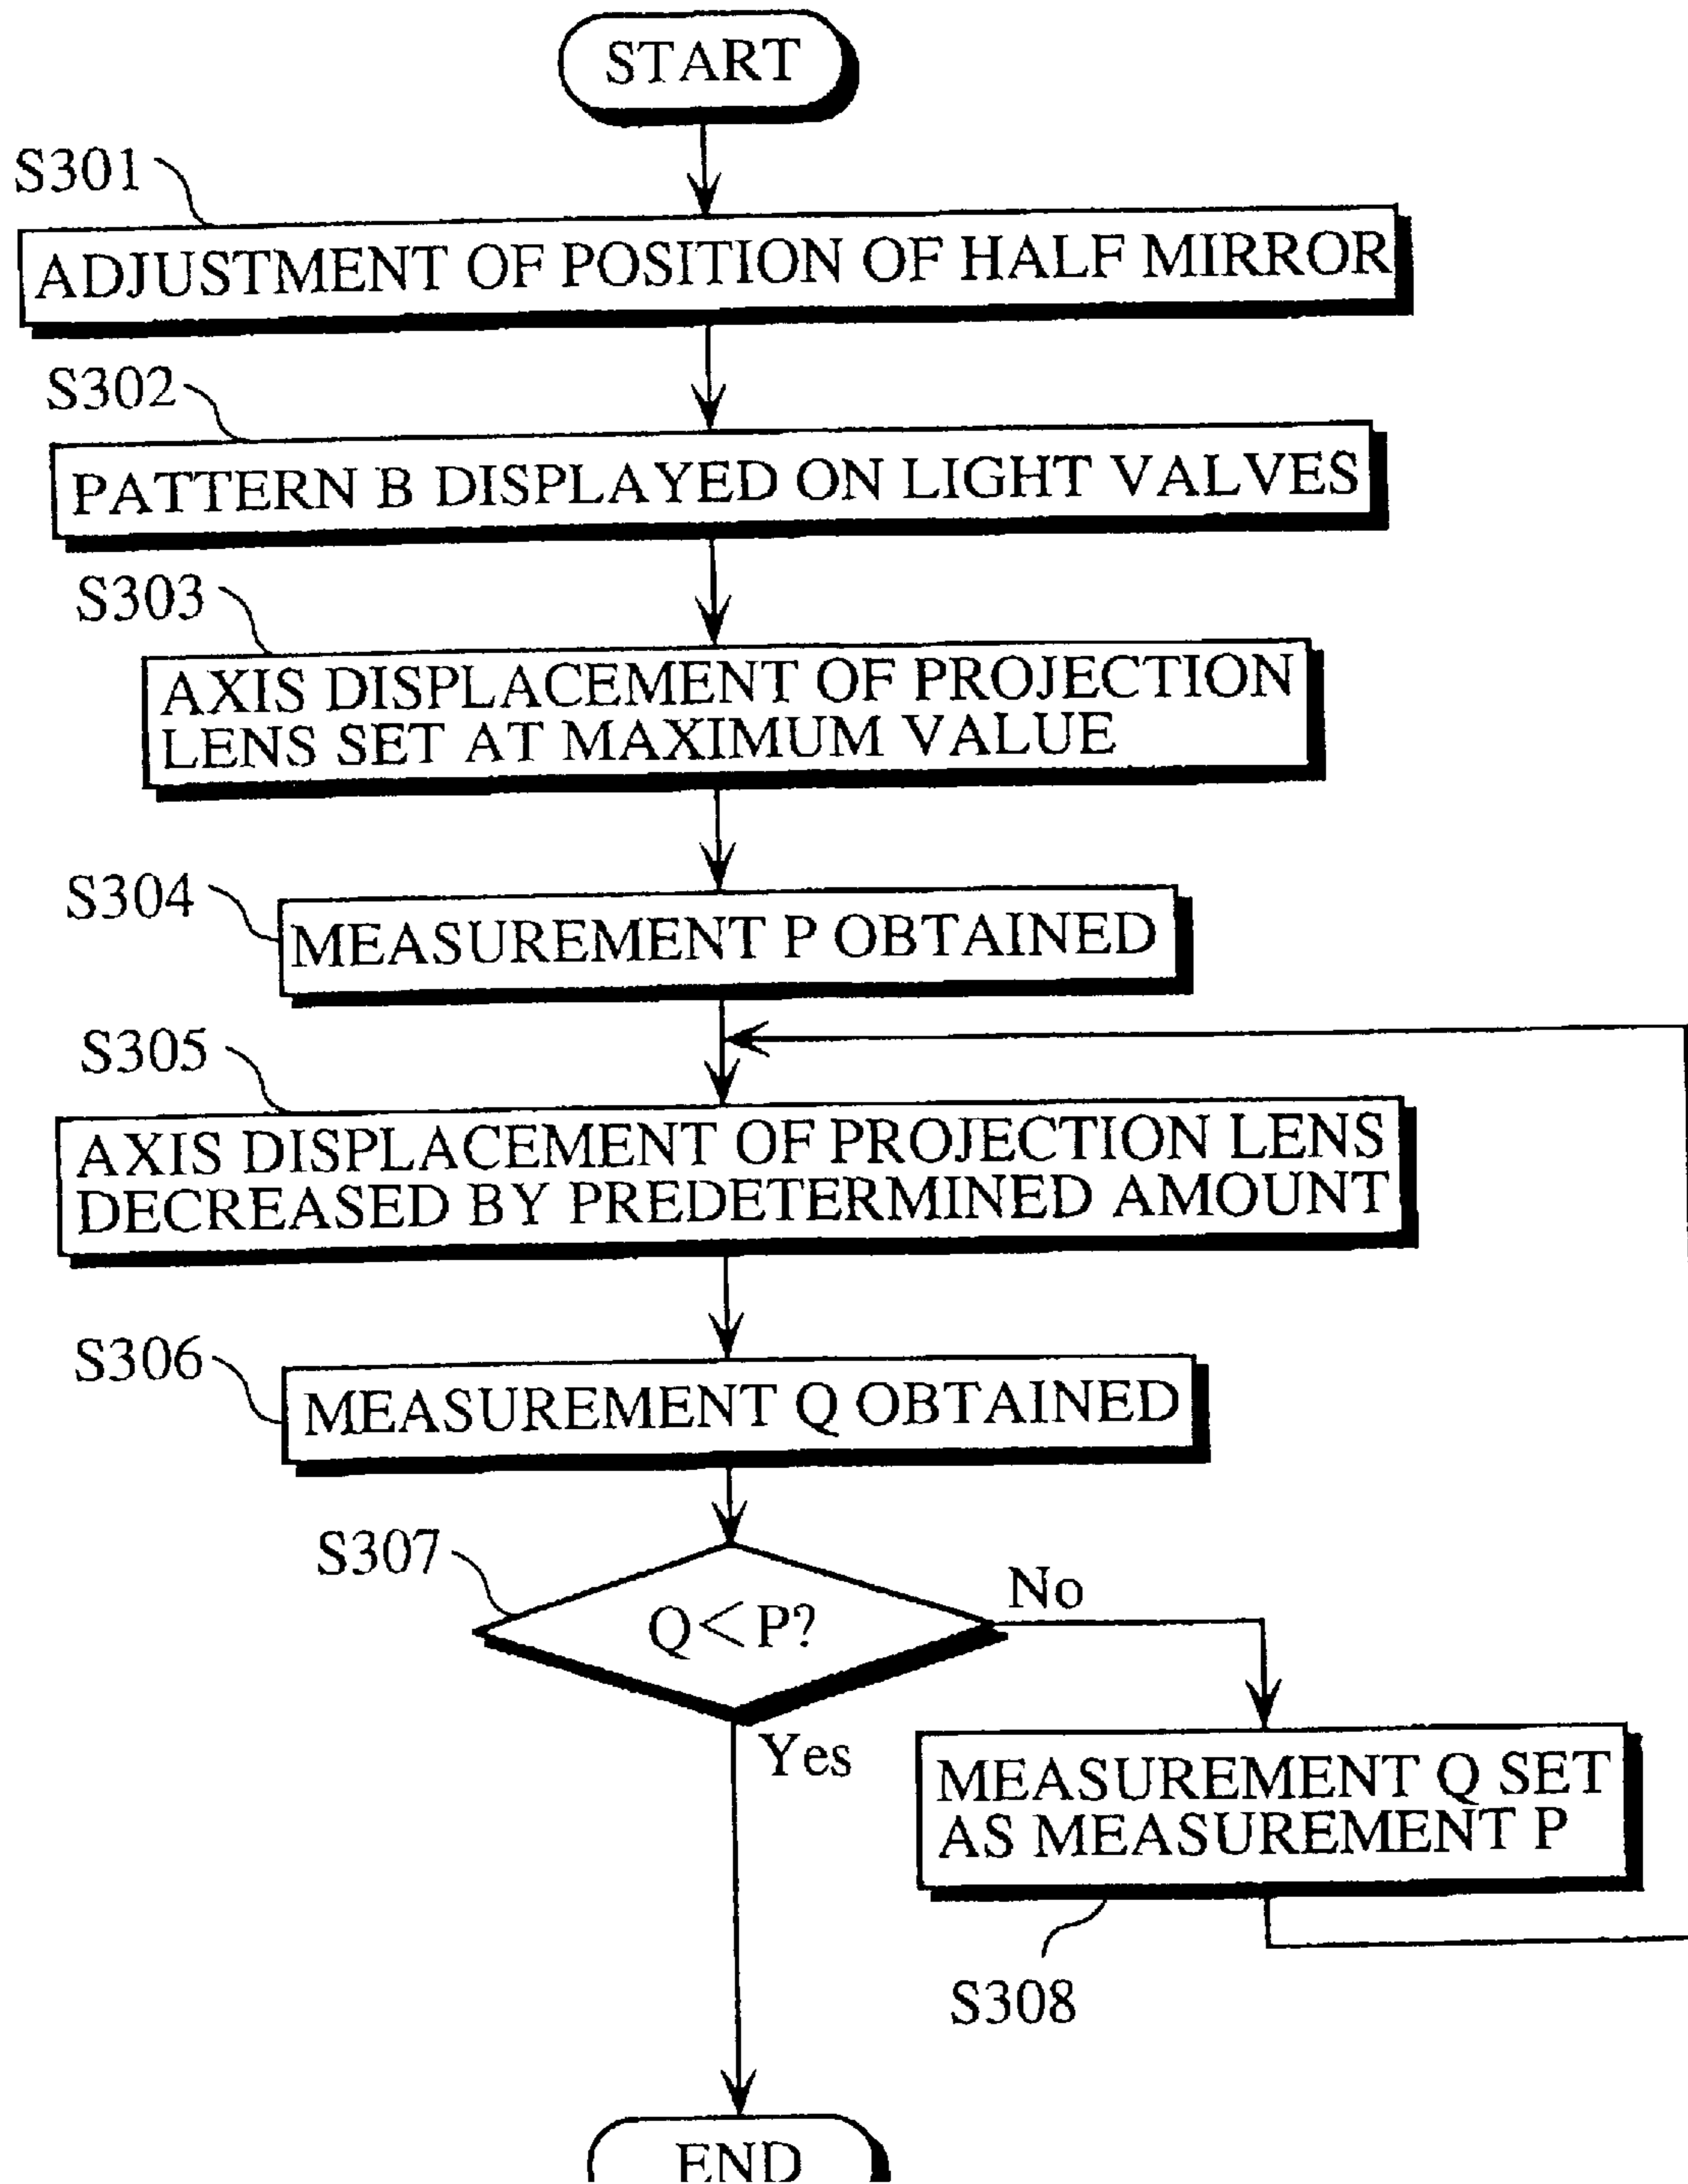 START
S301
ADJUSTMENT OF POSITION OF HALF MIRROR
S302
PATTERN B DISPLAYED ON LIGHT VALVES
S303
AXIS DISPLACEMENT OF PROJECTION
LENS SET AT MAXIMUM VALUE
S304
MEASUREMENT P OBTAINED
S305
AXIS DISPLACEMENT OF PROJECTION LENS
DECREASED BY PREDETERMINED AMOUNT
S306
MEASUREMENT Q OBTAINED
S307
Q<P?
No
Yes
MEASUREMENT Q SET
AS MEASUREMENT P
S308
END